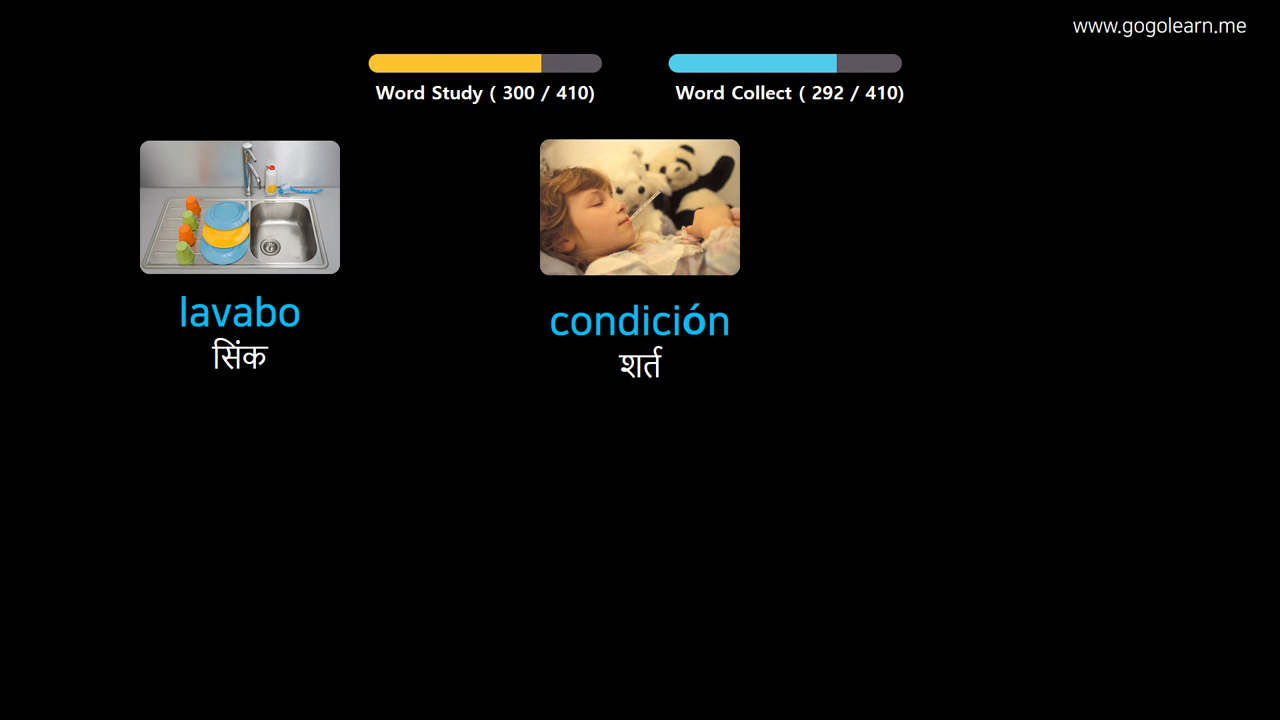 www.gogolearn.me
Word Study ( 300 / 410)
Word Collect ( 292 / 410)
lavabo
सिंक
condición
शर्त